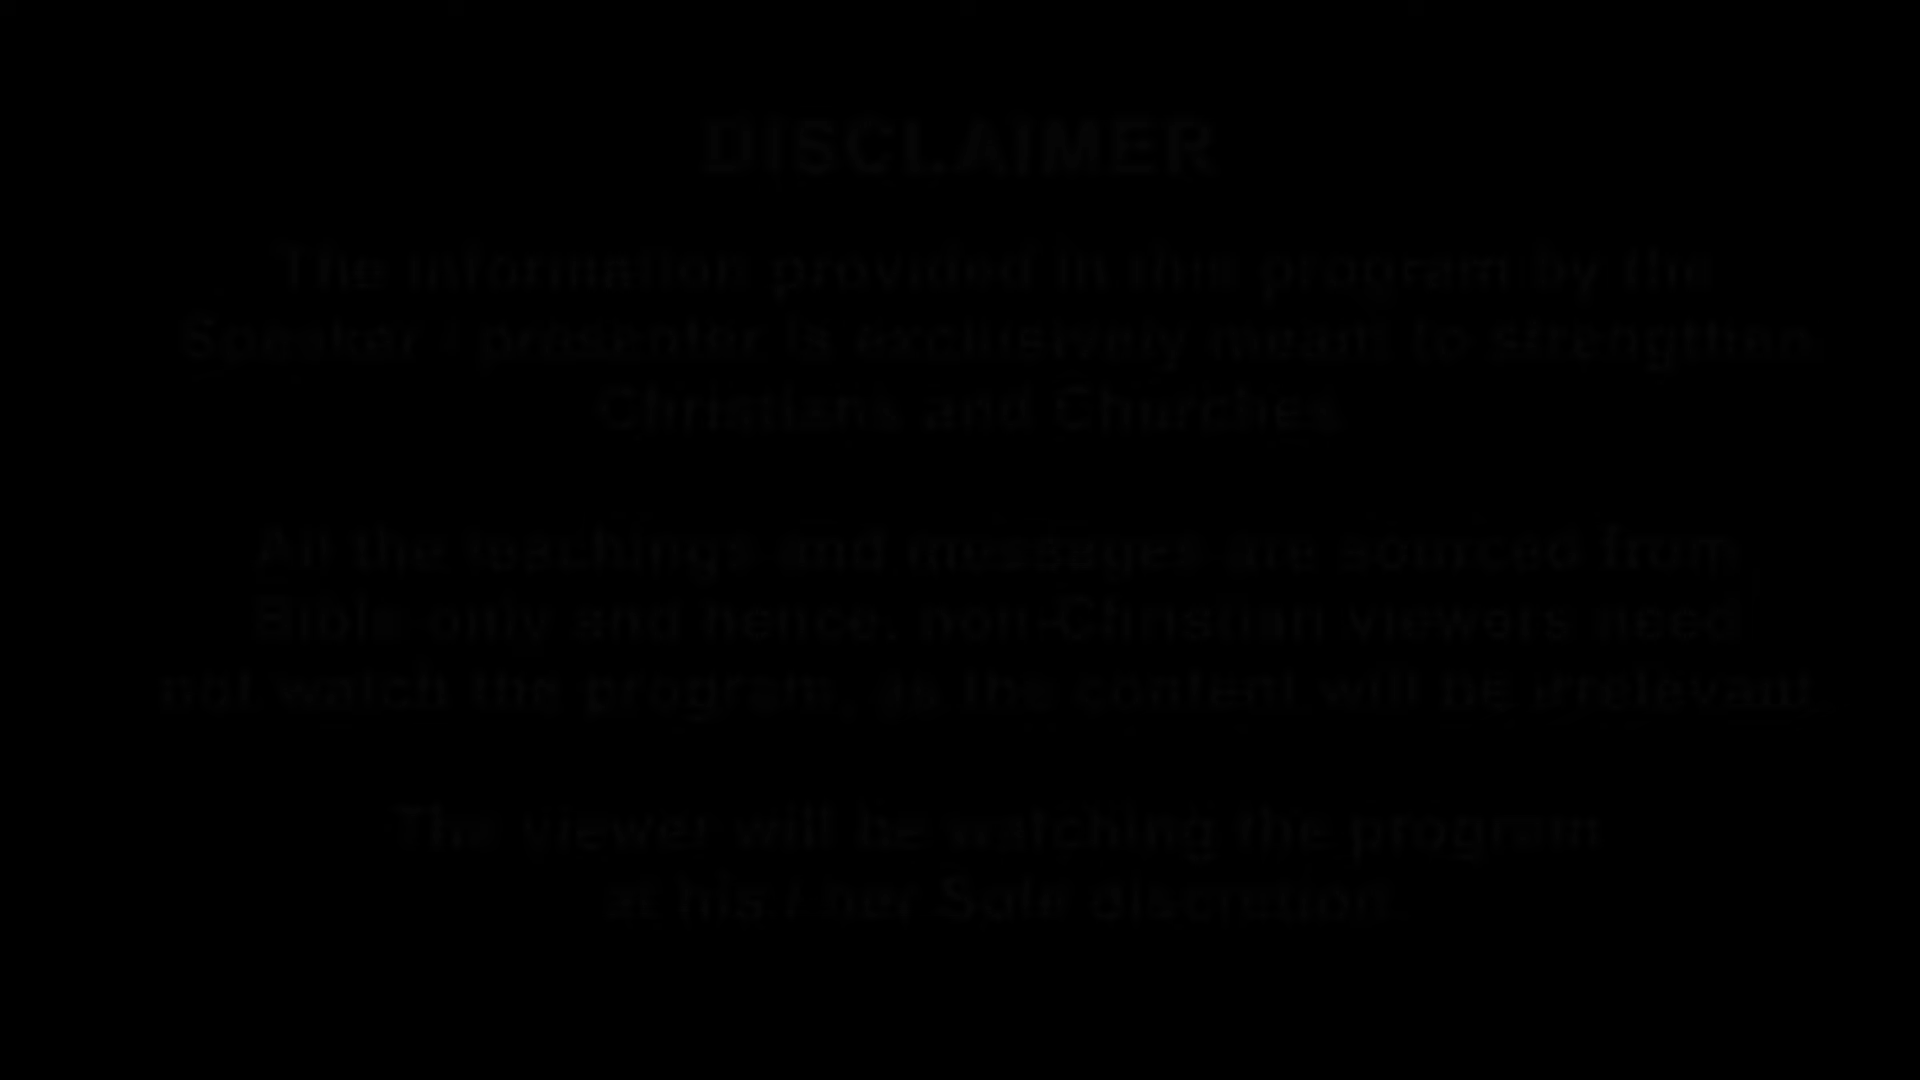 DISCLAIMER
The information provided in this program by the
Speaker / presenter is exclusively meant to strengthen
Christians and Churches.
All the teachings and messages are sourced from
Bible only and hence, non-Christian viewers need
not watch the program, as the content will be irrelevant
The viewer will be watching the program
at his / her Sole discretion.